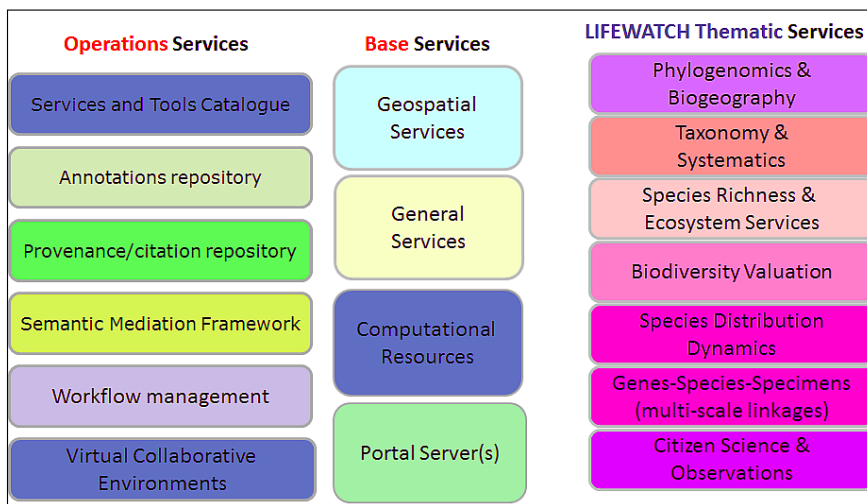 Operations Services
Services and Tools Catalogue
Annotations repository
Provenance/citation repository
Semantic Mediation Framework
Workflow management
Virtual Collaborative
Environments
Base Services
Geospatial
Services
General
Services
Computational
Resources
Portal Server(s)
LIFEWATCH Thematic Services
Phylogenomics &
Biogeography
Taxonomy &
Systematics
Species Richness &
Ecosystem Services
Biodiversity Valuation
Species Distribution
Dynamics
Genes-Species-Specimens
(multi-scale linkages)
Citizen Science &
Observations